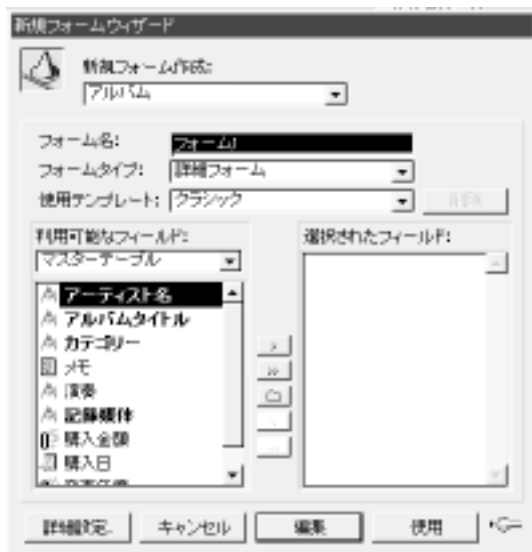 新規フォームウィザード
新規フォーム作成:
アルバム
フォーム名:
フォーム1
フォームタイプ:
詳細フォーム
使用テンプレート:
クラシック
削除
利用可能なフィールド:
選択されたフィールド:
マスターテーブル
アーティスト名
アルバムタイトル
カテゴリー
メモ
演奏
記録媒体
購入金額
購入日
詳細設定...
キャンセル
編集
使用